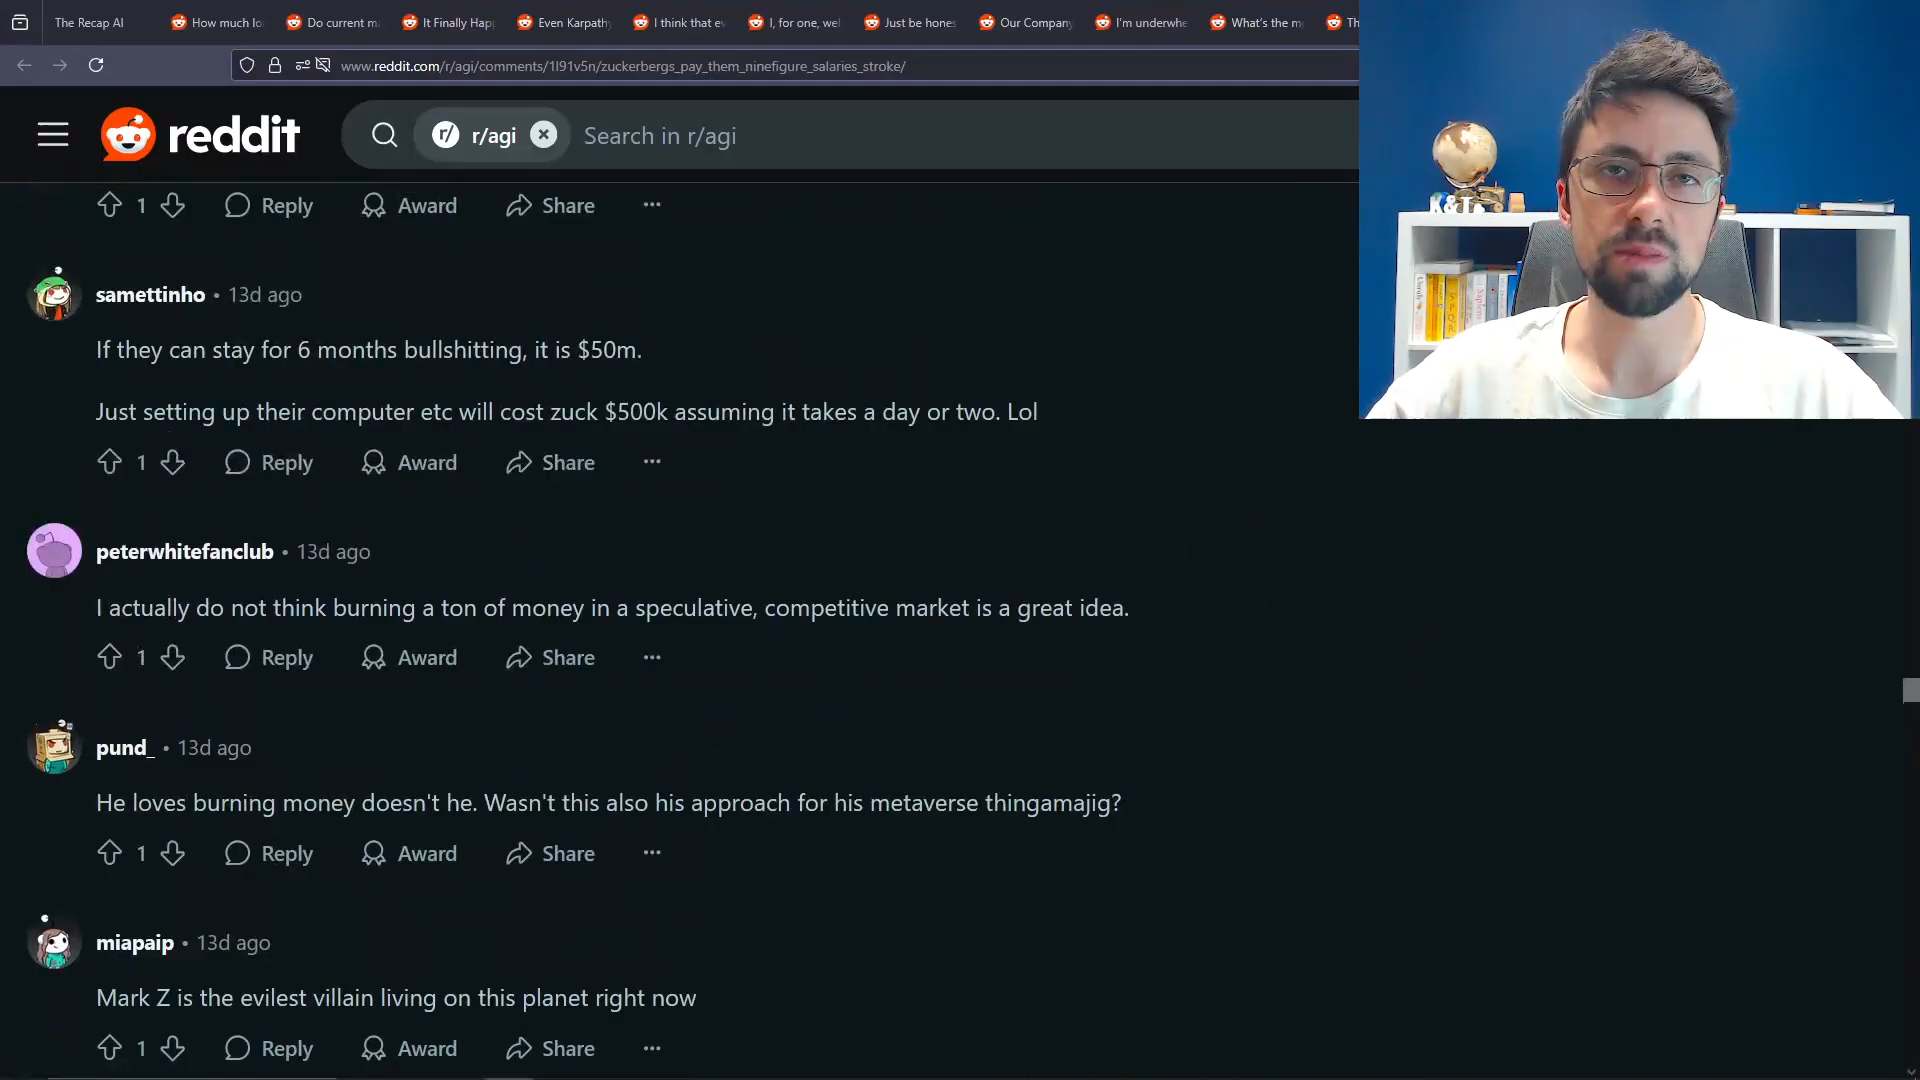 The Recap AI
How much lo
Do current m
It Finally Hap
Even Karpath
I think that ev
I, for one, wel
Just be hones
Our Company
I'm underwhe
What's the m
Th
www.reddit.com/r/agi/comments/1l91v5n/zuckerbergs_pay_them_ninefigure_salaries_stroke/
reddit
r/ r/agi
Search in r/agi
1 Reply Award Share ...
samettinho • 13d ago
If they can stay for 6 months bullshitting, it is $50m.
Just setting up their computer etc will cost zuck $500k assuming it takes a day or two. Lol
1 Reply Award Share ...
peterwhitefanclub • 13d ago
I actually do not think burning a ton of money in a speculative, competitive market is a great idea.
1 Reply Award Share ...
pund_ • 13d ago
He loves burning money doesn't he. Wasn't this also his approach for his metaverse thingamajig?
1 Reply Award Share ...
miapaip • 13d ago
Mark Z is the evilest villain living on this planet right now
1 Reply Award Share ...
SPQR